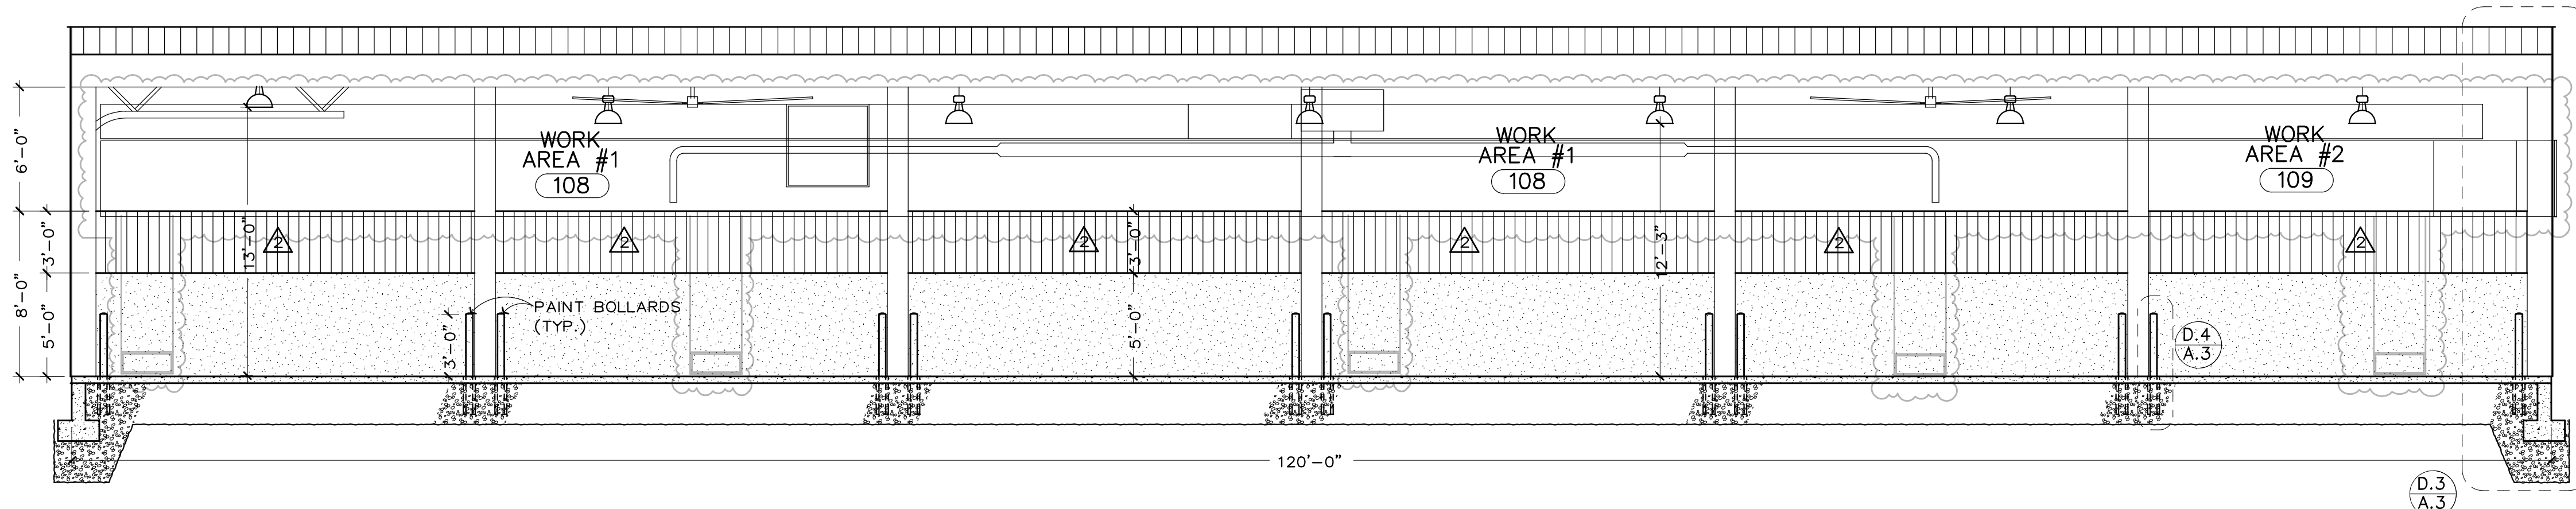 WORK
AREA #1
108
WORK
AREA #1
108
WORK
AREA #2
109
6'-0"
3'-0"
8'-0"
5'-0"
13'-0"
3'-0"
5'-0"
12'-3"
2
2
2
2
2
2
PAINT BOLLARDS
(TYP.)
3'-0"
D.4
A.3
120'-0"
D.3
A.3